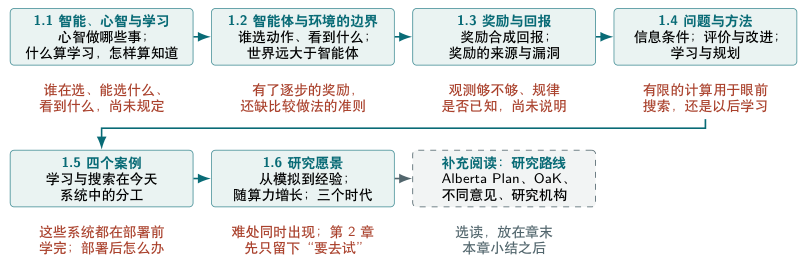 1.1 智能、心智与学习
心智做哪些事；
什么算学习，怎样算知道
1.2 智能体与环境的边界
谁选动作、看到什么；
世界远大于智能体
1.3 奖励与回报
奖励合成回报；
奖励的来源与漏洞
1.4 问题与方法
信息条件；评价与改进；
学习与规划
谁在选、能选什么、
看到什么，尚未规定
有了逐步的奖励，
还缺比较做法的准则
观测够不够、规律
是否已知，尚未说明
有限的计算用于眼前
搜索，还是以后学习
1.5 四个案例
学习与搜索在今天
系统中的分工
1.6 研究愿景
从模拟到经验；
随算力增长；三个时代
补充阅读：研究路线
Alberta Plan、OaK、
不同意见、研究机构
这些系统都在部署前
学完；部署后怎么办
难处同时出现；第 2 章
先只留下“要去试”
选读，放在章末
本章小结之后